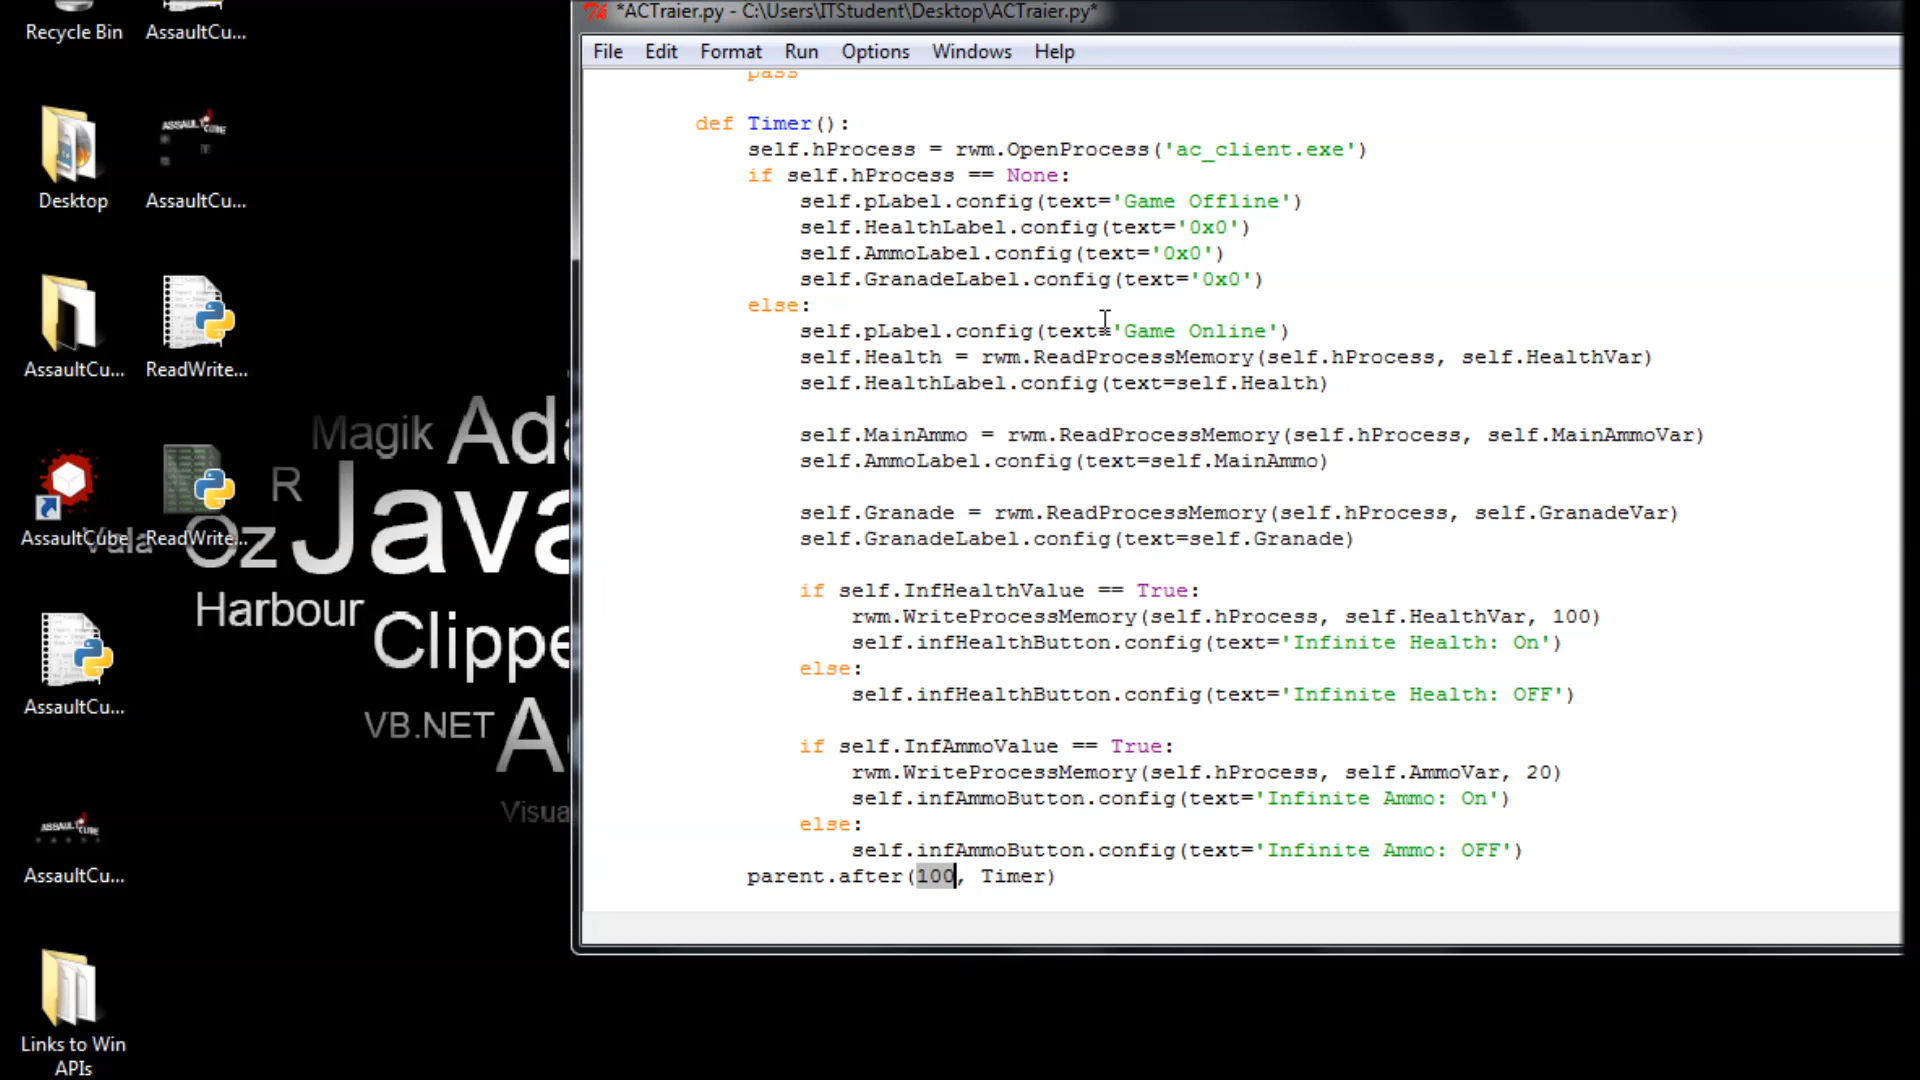 *ACTraier.py - C:\Users\ITStudent\Desktop\ACTraier.py*
File Edit Format Run Options Windows Help
pass
def Timer():
self.hProcess = rwm.OpenProcess('ac_client.exe')
if self.hProcess == None:
self.pLabel.config(text='Game Offline')
self.HealthLabel.config(text='0x0')
self.AmmoLabel.config(text='0x0')
self.GranadeLabel.config(text='0x0')
else:
self.pLabel.config(text='Game Online')
self.Health = rwm.ReadProcessMemory(self.hProcess, self.HealthVar)
self.HealthLabel.config(text=self.Health)
self.MainAmmo = rwm.ReadProcessMemory(self.hProcess, self.MainAmmoVar)
self.AmmoLabel.config(text=self.MainAmmo)
self.Granade = rwm.ReadProcessMemory(self.hProcess, self.GranadeVar)
self.GranadeLabel.config(text=self.Granade)
if self.InfHealthValue == True:
rwm.WriteProcessMemory(self.hProcess, self.HealthVar, 100)
self.infHealthButton.config(text='Infinite Health: On')
else:
self.infHealthButton.config(text='Infinite Health: OFF')
if self.InfAmmoValue == True:
rwm.WriteProcessMemory(self.hProcess, self.AmmoVar, 20)
self.infAmmoButton.config(text='Infinite Ammo: On')
else:
self.infAmmoButton.config(text='Infinite Ammo: OFF')
parent.after(100, Timer)
Recycle Bin
AssaultCu...
Desktop
AssaultCu...
AssaultCu...
ReadWrite...
AssaultCube
ReadWrite...
AssaultCu...
AssaultCu...
Links to Win
APIs
Magik
Ada
R
Java
Vala
Oz
Harbour
Clippe
VB.NET
A
Visua